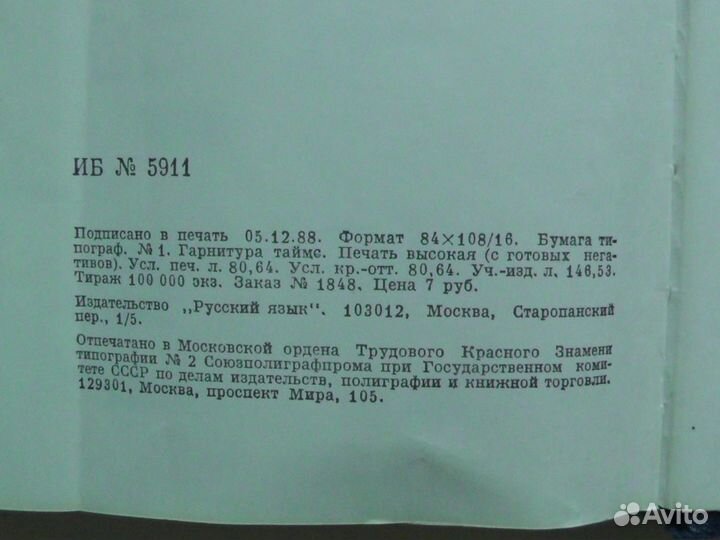 ИБ № 5911
Подписано в печать 05.12.88. Формат 84×108/16. Бумага ти-
пограф. № 1. Гарнитура таймс. Печать высокая (с готовых нега-
тивов). Усл. печ. л. 80,64. Усл. кр.-отт. 80,64. Уч.-изд. л. 146,53.
Тираж 100 000 экз. Заказ № 1848. Цена 7 руб.
Издательство „Русский язык“. 103012, Москва, Старопанский
пер., 1/5.
Отпечатано в Московской ордена Трудового Красного Знамени
типографии № 2 Союзполиграфпрома при Государственном коми-
тете СССР по делам издательств, полиграфии и книжной торговли.
129301, Москва, проспект Мира, 105.
Avito